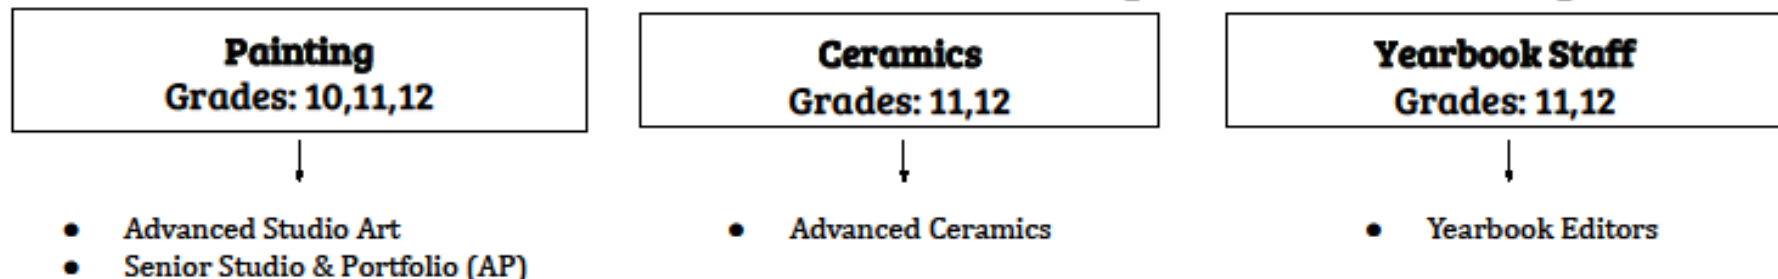 Painting
Grades: 10,11,12
Ceramics
Grades: 11,12
Yearbook Staff
Grades: 11,12
● Advanced Studio Art
● Senior Studio & Portfolio (AP)
● Advanced Ceramics
● Yearbook Editors